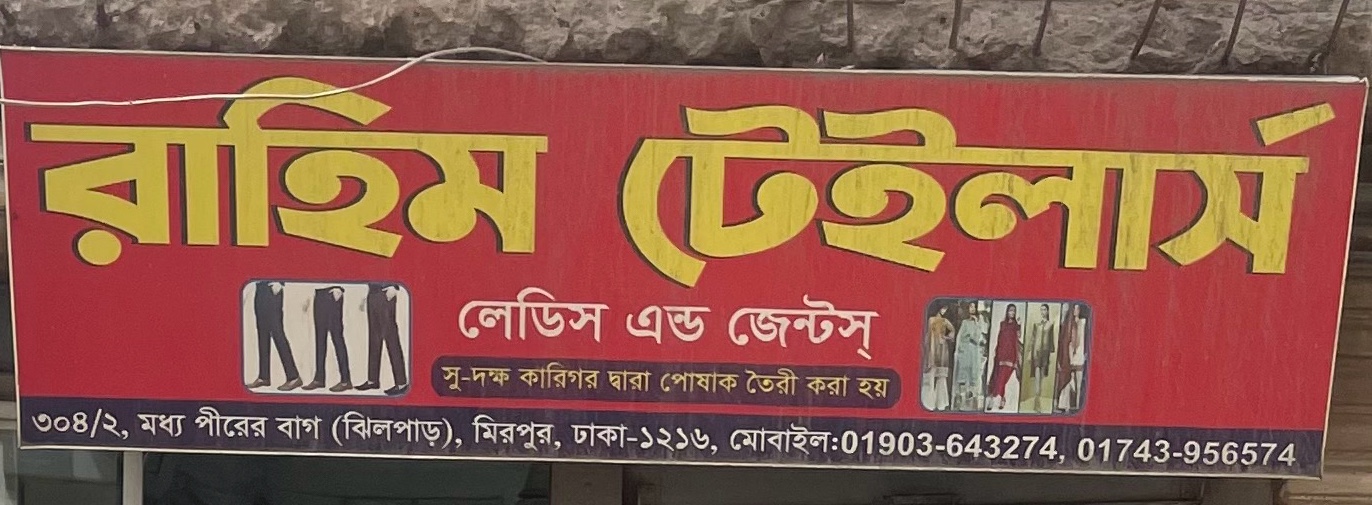 রাহিম টেইলার্স
লেডিস এন্ড জেন্টস্
সু-দক্ষ কারিগর দ্বারা পোষাক তৈরী করা হয়
৩০৪/২, মধ্য পীরের বাগ (ঝিলপাড়), মিরপুর, ঢাকা-১২১৬, মোবাইল:01903-643274, 01743-956574